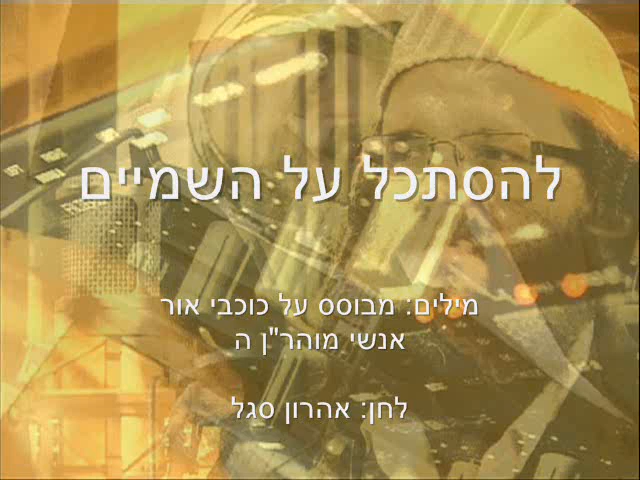 להסתכל על השמיים
מילים: מבוסס על כוכבי אור
אנשי מוהר"ן ה
לחן: אהרון סגל